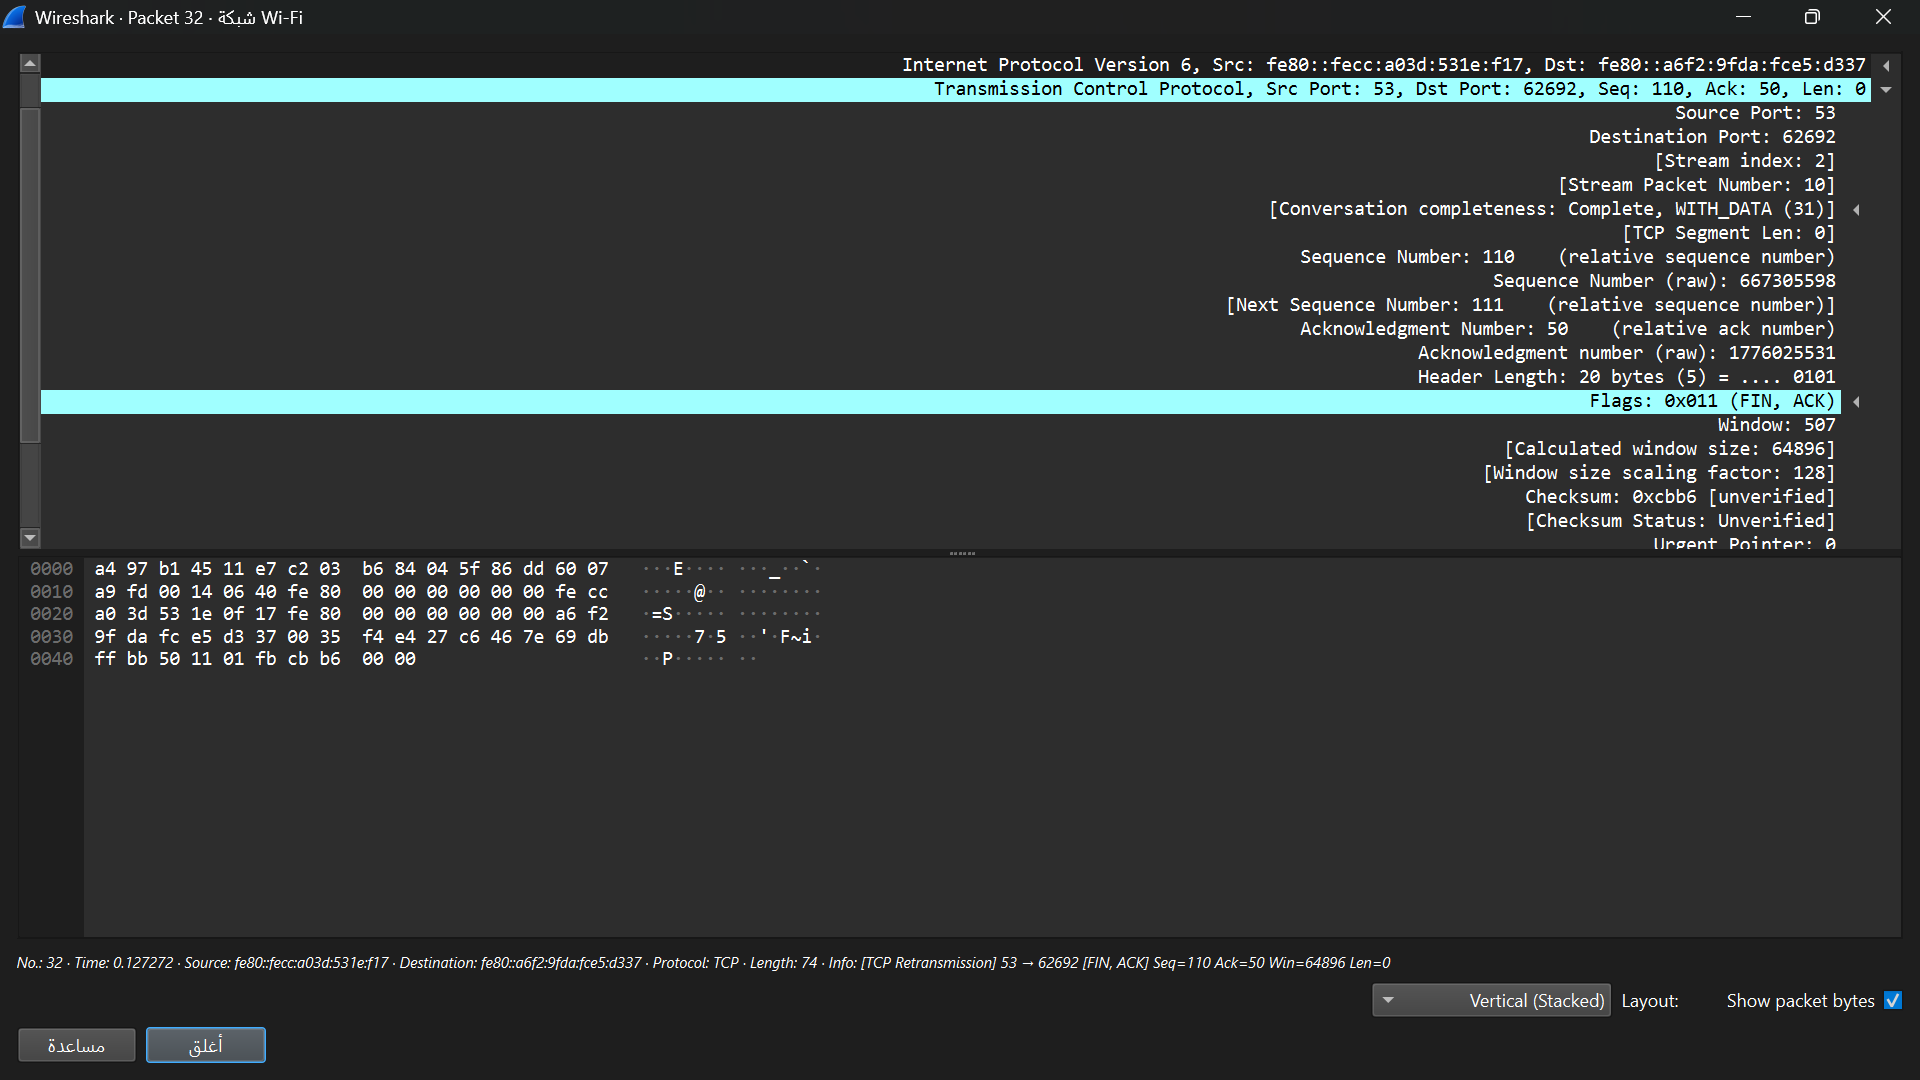 Wireshark · Packet 32 · شبكة Wi-Fi
Internet Protocol Version 6, Src: fe80::fecc:a03d:531e:f17, Dst: fe80::a6f2:9fda:fce5:d337
Transmission Control Protocol, Src Port: 53, Dst Port: 62692, Seq: 110, Ack: 50, Len: 0
Source Port: 53
Destination Port: 62692
[Stream index: 2]
[Stream Packet Number: 10]
[Conversation completeness: Complete, WITH_DATA (31)]
[TCP Segment Len: 0]
Sequence Number: 110    (relative sequence number)
Sequence Number (raw): 667305598
[Next Sequence Number: 111    (relative sequence number)]
Acknowledgment Number: 50    (relative ack number)
Acknowledgment number (raw): 1776025531
Header Length: 20 bytes (5) = .... 0101
Flags: 0x011 (FIN, ACK)
Window: 507
[Calculated window size: 64896]
[Window size scaling factor: 128]
Checksum: 0xcbb6 [unverified]
[Checksum Status: Unverified]
Urgent Pointer: 0
0000 a4 97 b1 45 11 e7 c2 03 b6 84 04 5f 86 dd 60 07 ···E···· ···_··`·
0010 a9 fd 00 14 06 40 fe 80 00 00 00 00 00 00 fe cc ·····@·· ········
0020 a0 3d 53 1e 0f 17 fe 80 00 00 00 00 00 00 a6 f2 ·=S····· ········
0030 9f da fc e5 d3 37 00 35 f4 e4 27 c6 46 7e 69 db ·····7·5 ··'·F~i·
0040 ff bb 50 11 01 fb cb b6 00 00 ··P····· ··
No.: 32 · Time: 0.127272 · Source: fe80::fecc:a03d:531e:f17 · Destination: fe80::a6f2:9fda:fce5:d337 · Protocol: TCP · Length: 74 · Info: [TCP Retransmission] 53 → 62692 [FIN, ACK] Seq=110 Ack=50 Win=64896 Len=0
Vertical (Stacked) Layout: Show packet bytes
مساعدة أغلق